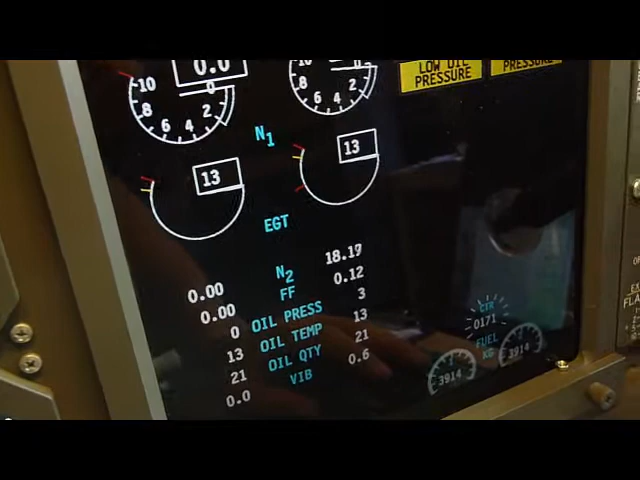 0.0
LOW OIL
PRESSURE
PRESSURE
10 0 2 4 6 8
10 0 2 4 6 8
N1
13 13
EGT
0.00 N2 18.19
0.00 FF 0.12
0 OIL PRESS 3
13 OIL TEMP 13
21 OIL QTY 21
0.0 VIB 0.6
CTR
0171
FUEL
KG
3914 3914